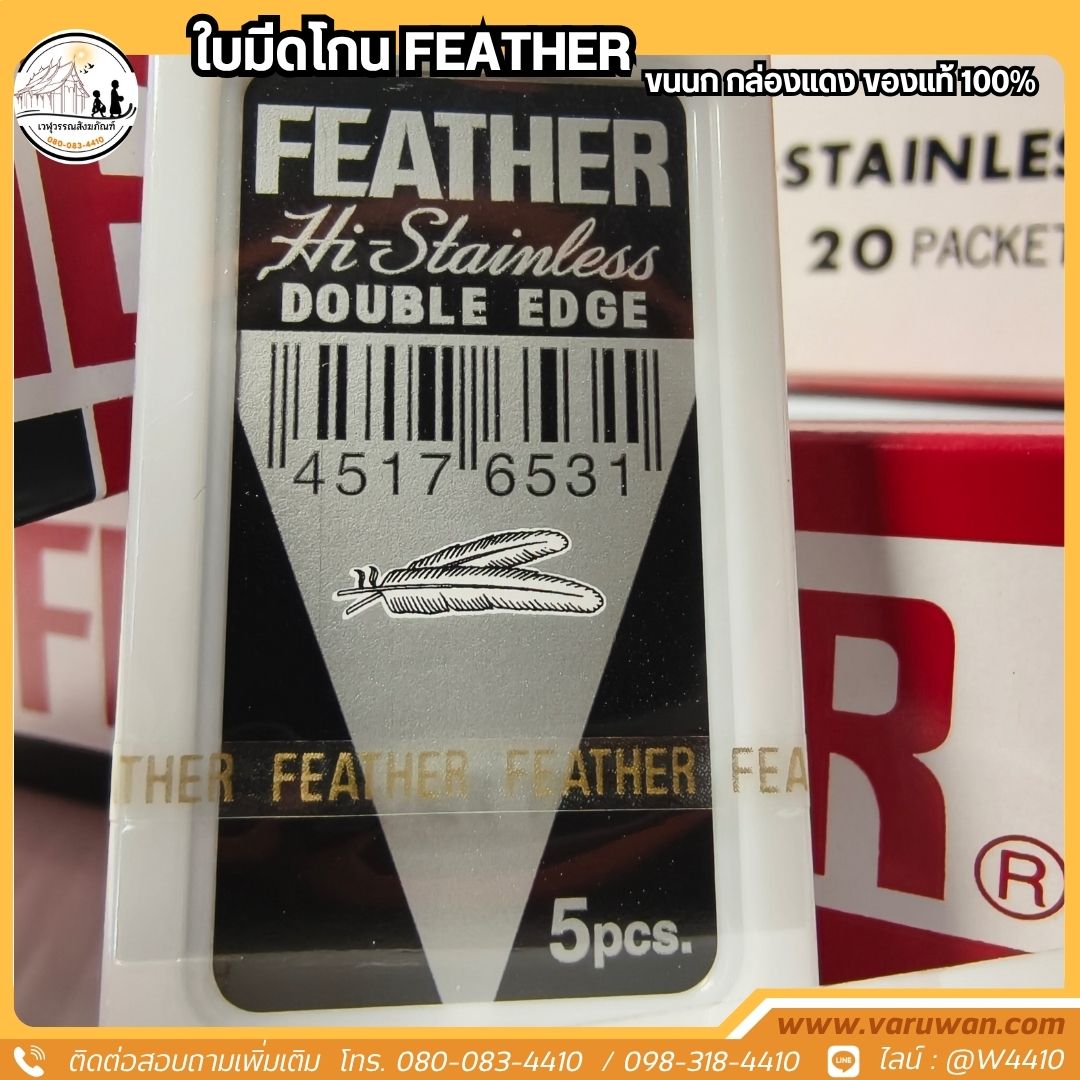 ใบมีดโกน FEATHER
ขนนก กล่องแดง ของแท้ 100%
เวฬุวรรณสังฆภัณฑ์
080-083-4410
FEATHER
Hi-Stainless
DOUBLE EDGE
4517 6531
THER FEATHER FEATHER FEA
5pcs.
STAINLES
20 PACKET
R
®
www.varuwan.com
ติดต่อสอบถามเพิ่มเติม โทร. 080-083-4410 / 098-318-4410
LINE ไลน์ : @W4410